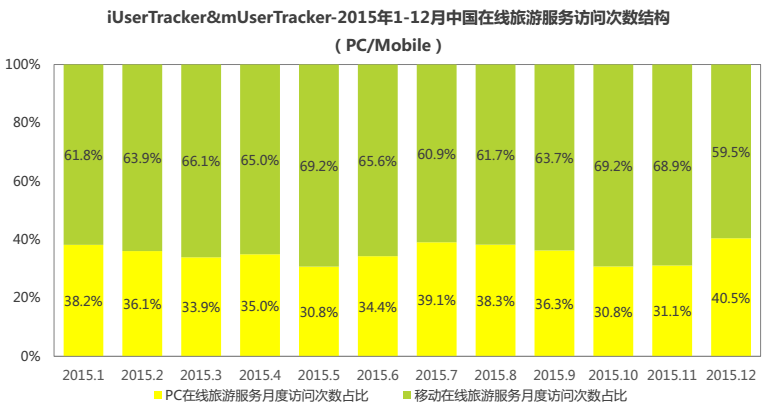 iUserTracker&mUserTracker-2015年1-12月中国在线旅游服务访问次数结构
（PC/Mobile）
100%
80%
60%
40%
20%
0%
61.8% 63.9% 66.1% 65.0% 69.2% 65.6% 60.9% 61.7% 63.7% 69.2% 68.9% 59.5%
38.2% 36.1% 33.9% 35.0% 30.8% 34.4% 39.1% 38.3% 36.3% 30.8% 31.1% 40.5%
2015.1 2015.2 2015.3 2015.4 2015.5 2015.6 2015.7 2015.8 2015.9 2015.10 2015.11 2015.12
PC在线旅游服务月度访问次数占比 移动在线旅游服务月度访问次数占比